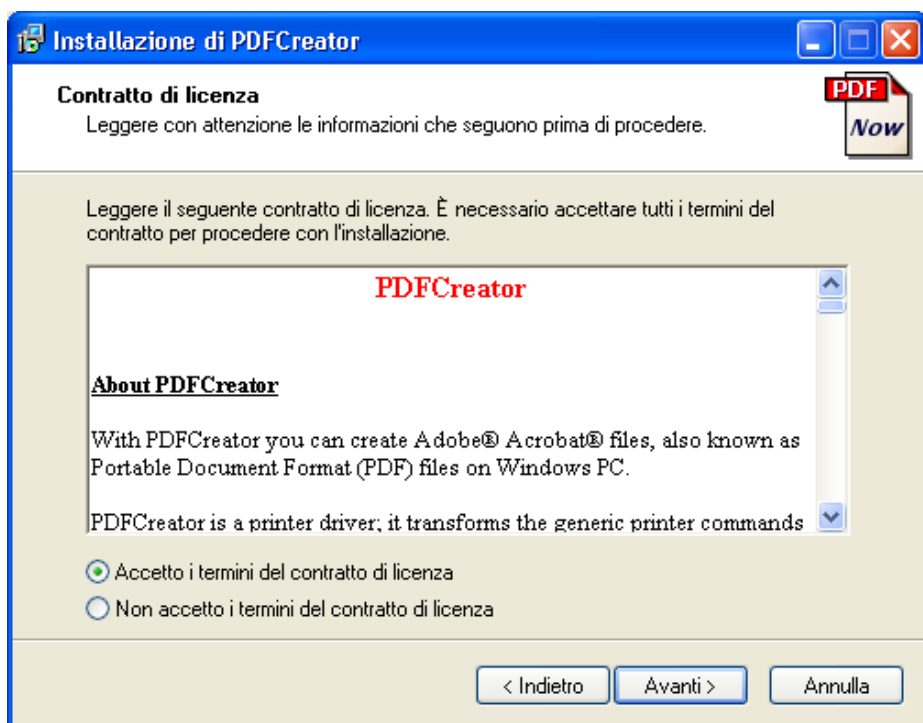 Installazione di PDFCreator
Contratto di licenza
Leggere con attenzione le informazioni che seguono prima di procedere.
PDF
Now
Leggere il seguente contratto di licenza. È necessario accettare tutti i termini del
contratto per procedere con l'installazione.
PDFCreator
About PDFCreator
With PDFCreator you can create Adobe® Acrobat® files, also known as
Portable Document Format (PDF) files on Windows PC.
PDFCreator is a printer driver; it transforms the generic printer commands
Accetto i termini del contratto di licenza
Non accetto i termini del contratto di licenza
< Indietro Avanti > Annulla